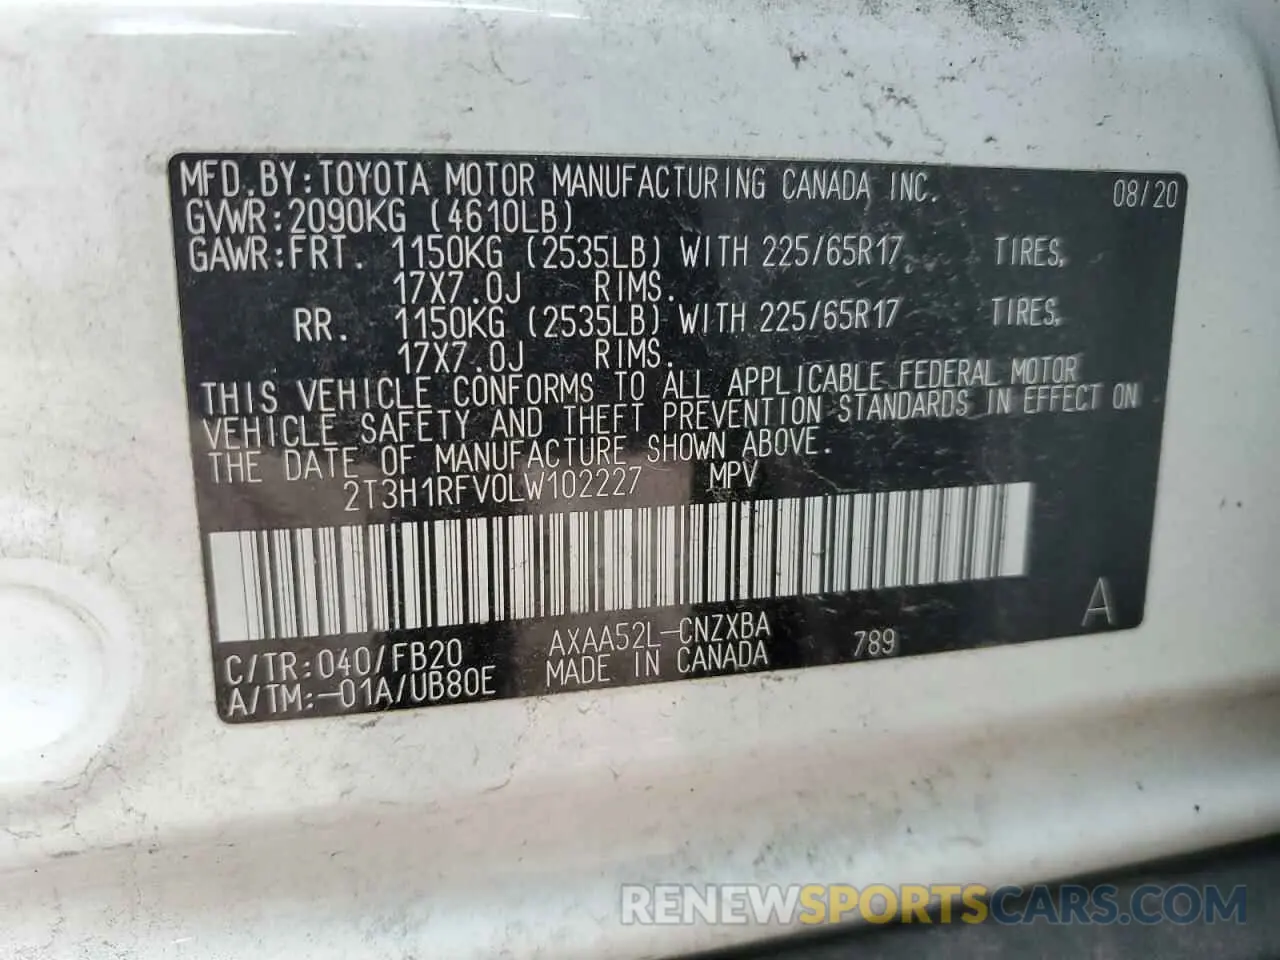 MFD.BY:TOYOTA MOTOR MANUFACTURING CANADA INC. 08/20
GVWR:2090KG (4610LB)
GAWR:FRT. 1150KG (2535LB) WITH 225/65R17 TIRES,
17X7.0J RIMS.
RR. 1150KG (2535LB) WITH 225/65R17 TIRES,
17X7.0J RIMS.
THIS VEHICLE CONFORMS TO ALL APPLICABLE FEDERAL MOTOR
VEHICLE SAFETY AND THEFT PREVENTION STANDARDS IN EFFECT ON
THE DATE OF MANUFACTURE SHOWN ABOVE.
2T3H1RFV0LW102227 MPV
A
C/TR:040/FB20 AXAA52L-CNZXBA 789
A/TM:-01A/UB80E MADE IN CANADA
RENEWSPORTSCARS.COM